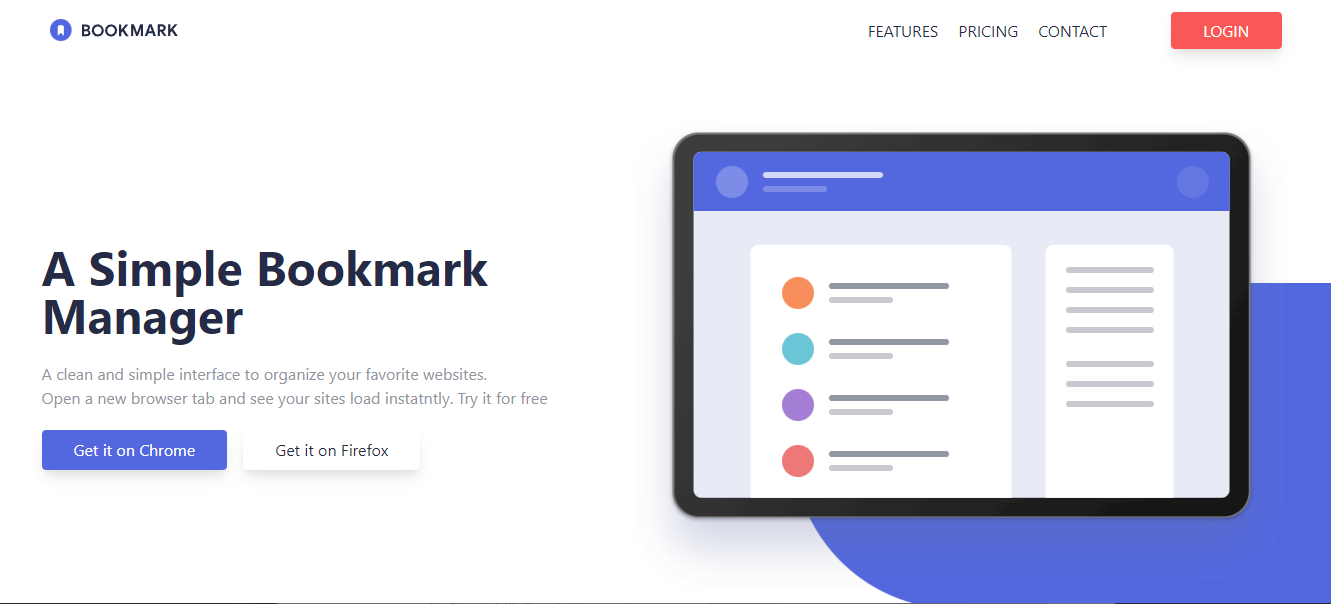 BOOKMARK
FEATURES PRICING CONTACT LOGIN
A Simple Bookmark
Manager
A clean and simple interface to organize your favorite websites.
Open a new browser tab and see your sites load instatntly. Try it for free
Get it on Chrome Get it on Firefox